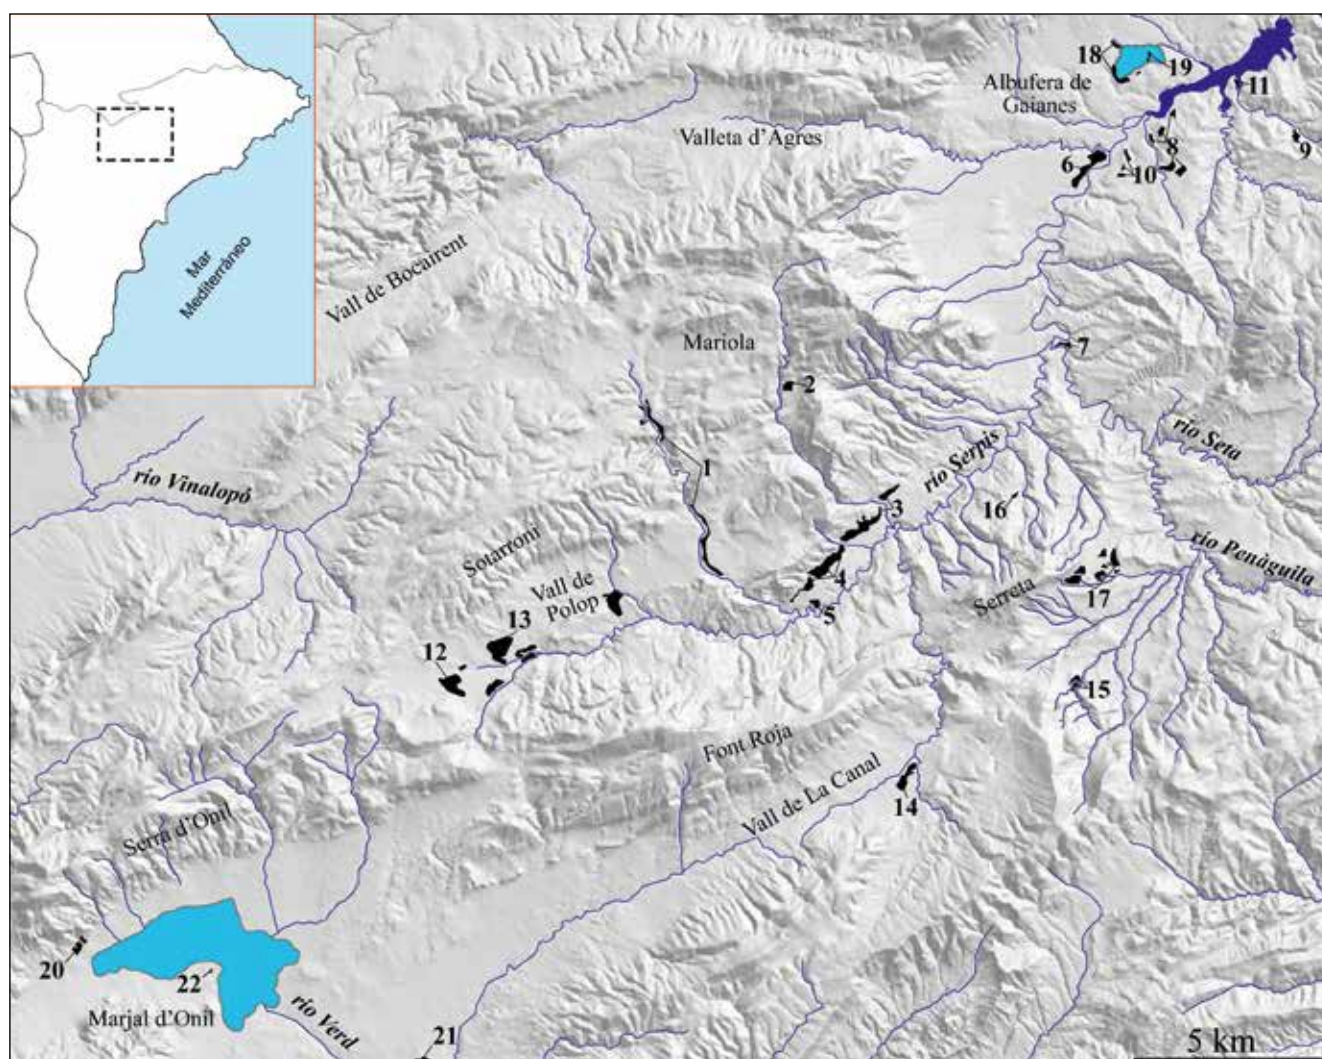 Mar
Mediterráneo
18
19
Albufera de
Gaianes
11
Valleta d'Agres
8
9
6
10
Vall de Bocairent
Mariola
7
2
río Seta
río Serpis
1
río Vinalopó
3
16
Sotarroni
río Penàguila
Vall de
Polop
4
Serreta
17
5
13
12
15
Font Roja
Vall de La Canal
14
Serra d'Onil
20
22
Marjal d'Onil
río Verd
21
5 km